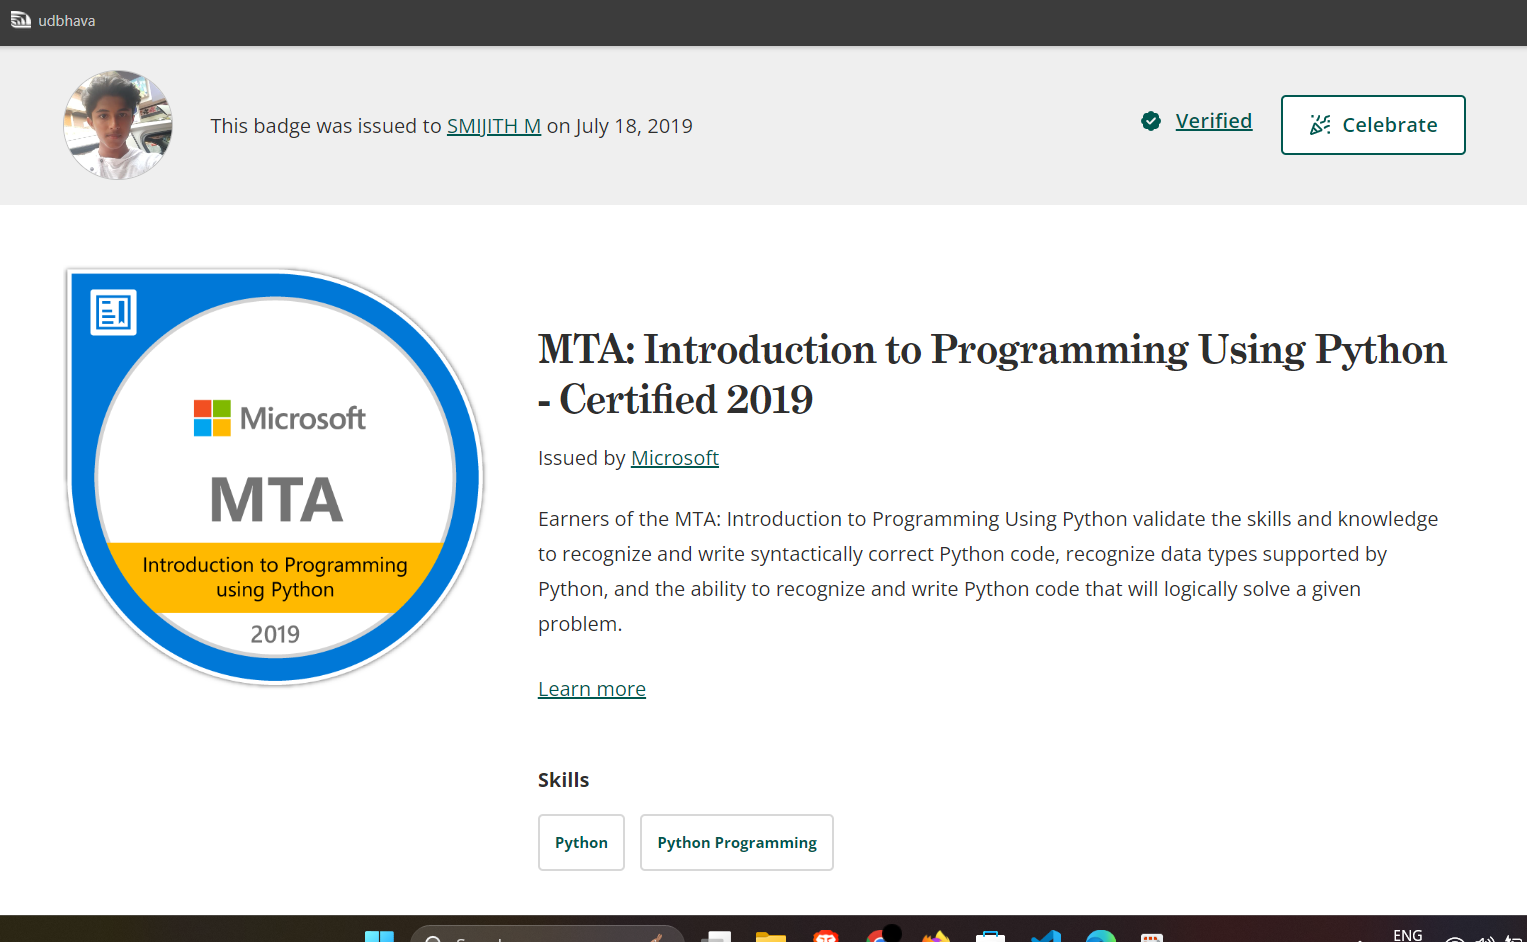 udbhava
This badge was issued to SMIJITH M on July 18, 2019
Verified
Celebrate
Microsoft
MTA
Introduction to Programming
using Python
2019
MTA: Introduction to Programming Using Python
- Certified 2019
Issued by Microsoft
Earners of the MTA: Introduction to Programming Using Python validate the skills and knowledge
to recognize and write syntactically correct Python code, recognize data types supported by
Python, and the ability to recognize and write Python code that will logically solve a given
problem.
Learn more
Skills
Python
Python Programming
ENG